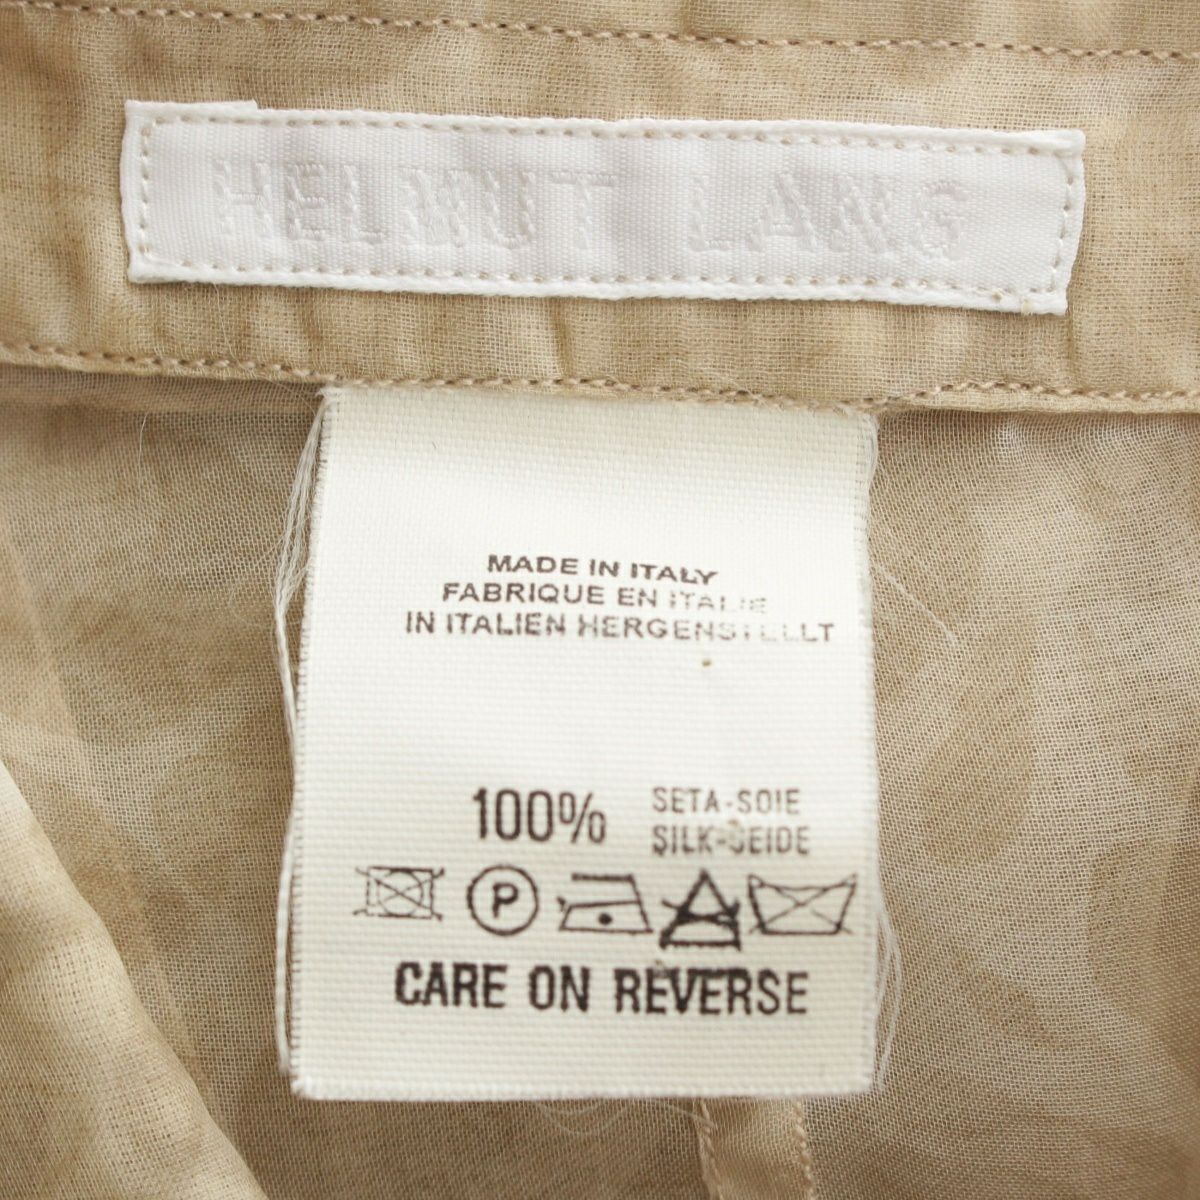 HELMUT LANG
MADE IN ITALY
FABRIQUE EN ITALIE
IN ITALIEN HERGENSTELLT
100% SETA-SOIE
SILK-SEIDE
P
CARE ON REVERSE